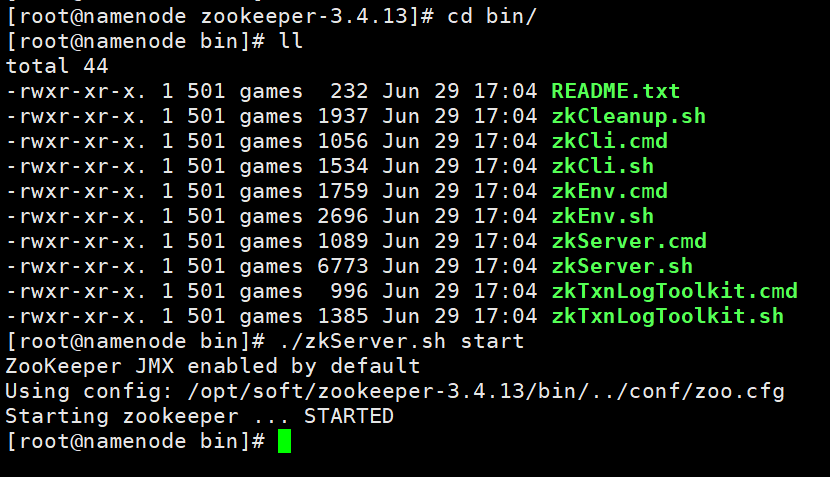 [root@namenode zookeeper-3.4.13]# cd bin/
[root@namenode bin]# ll
total 44
-rwxr-xr-x. 1 501 games  232 Jun 29 17:04 README.txt
-rwxr-xr-x. 1 501 games 1937 Jun 29 17:04 zkCleanup.sh
-rwxr-xr-x. 1 501 games 1056 Jun 29 17:04 zkCli.cmd
-rwxr-xr-x. 1 501 games 1534 Jun 29 17:04 zkCli.sh
-rwxr-xr-x. 1 501 games 1759 Jun 29 17:04 zkEnv.cmd
-rwxr-xr-x. 1 501 games 2696 Jun 29 17:04 zkEnv.sh
-rwxr-xr-x. 1 501 games 1089 Jun 29 17:04 zkServer.cmd
-rwxr-xr-x. 1 501 games 6773 Jun 29 17:04 zkServer.sh
-rwxr-xr-x. 1 501 games  996 Jun 29 17:04 zkTxnLogToolkit.cmd
-rwxr-xr-x. 1 501 games 1385 Jun 29 17:04 zkTxnLogToolkit.sh
[root@namenode bin]# ./zkServer.sh start
ZooKeeper JMX enabled by default
Using config: /opt/soft/zookeeper-3.4.13/bin/../conf/zoo.cfg
Starting zookeeper ... STARTED
[root@namenode bin]#